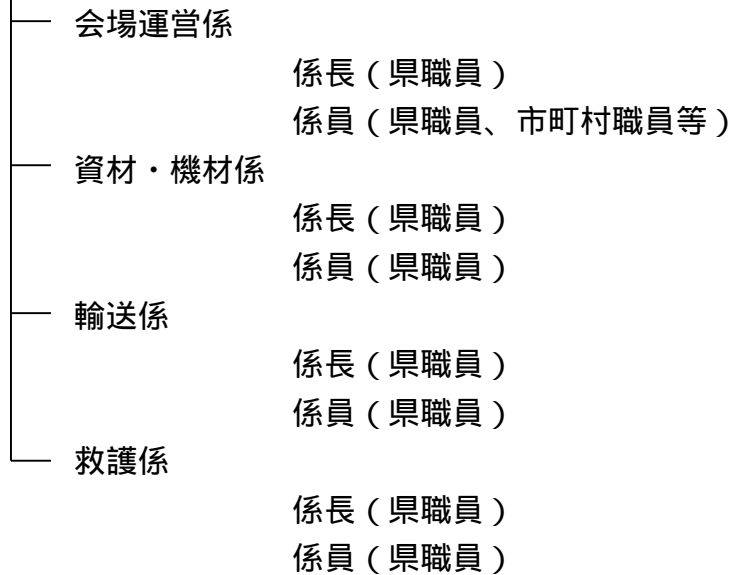 会場運営係
係長（県職員）
係員（県職員、市町村職員等）
資材・機材係
係長（県職員）
係員（県職員）
輸送係
係長（県職員）
係員（県職員）
救護係
係長（県職員）
係員（県職員）